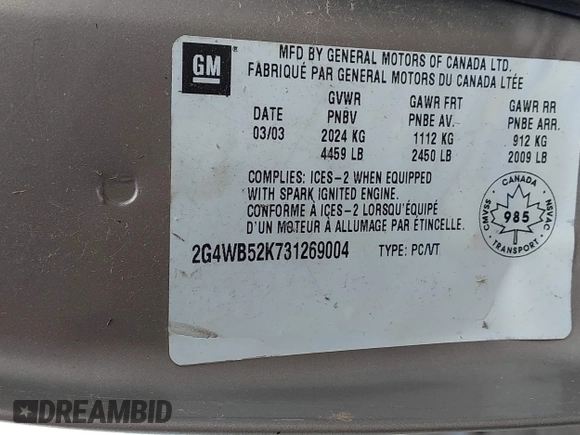 GM
MFD BY GENERAL MOTORS OF CANADA LTD.
FABRIQUÉ PAR GENERAL MOTORS DU CANADA LTÉE
GVWR GAWR FRT GAWR RR
DATE PNBV PNBE AV. PNBE ARR.
03/03 2024 KG 1112 KG 912 KG
4459 LB 2450 LB 2009 LB
COMPLIES: ICES-2 WHEN EQUIPPED
WITH SPARK IGNITED ENGINE.
CONFORME À ICES-2 LORSQU'ÉQUIPÉ
D'UN MOTEUR À ALLUMAGE PAR ÉTINCELLE.
CANADA
CMVSS 985 NSVAC
TRANSPORT
2G4WB52K731269004 TYPE: PC/VT
DREAMBID